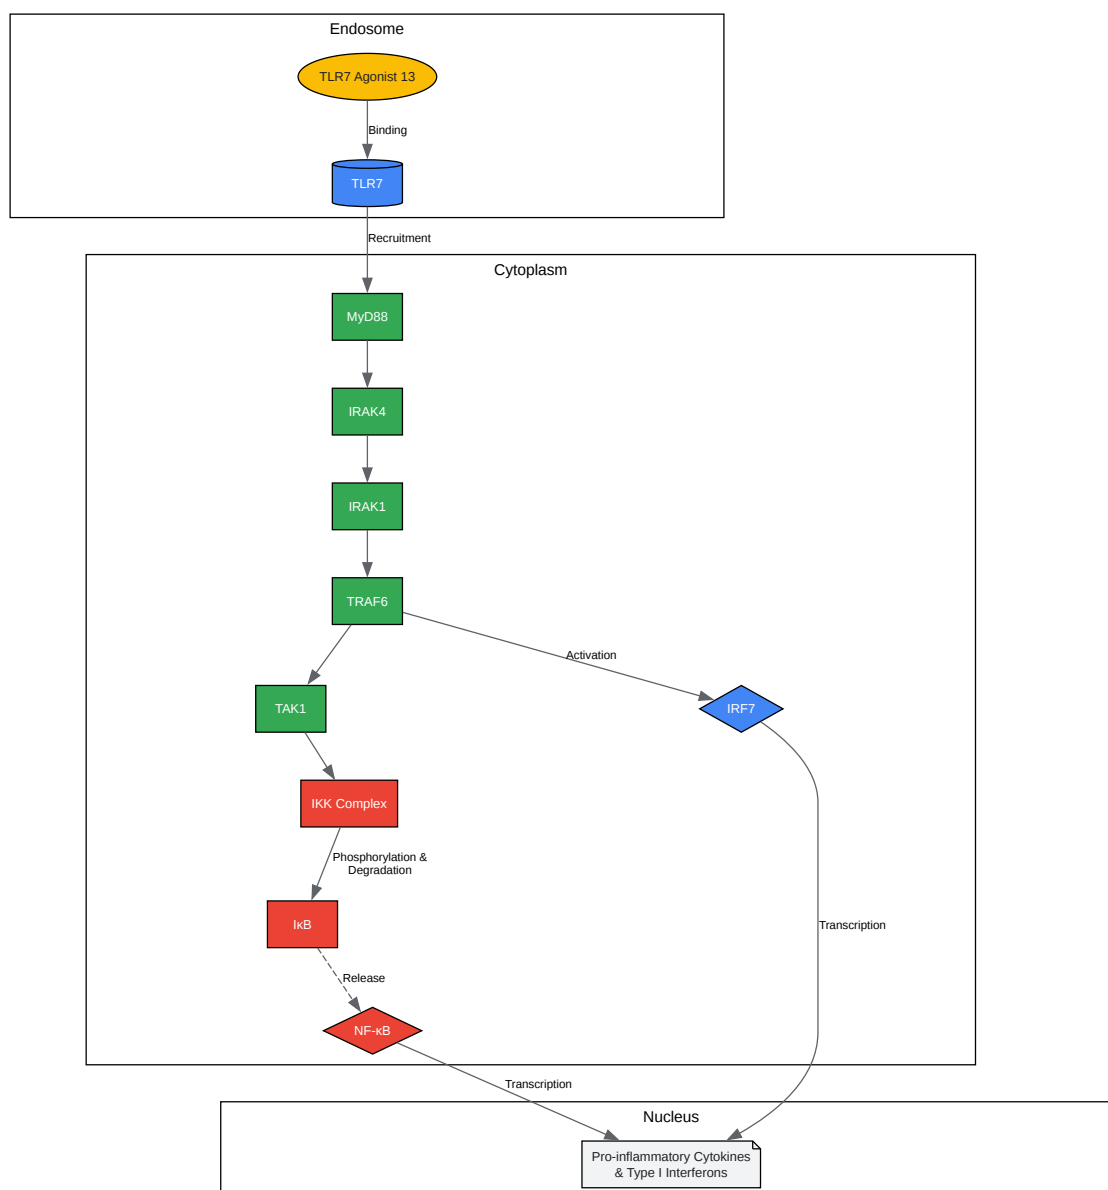 Endosome
TLR7 Agonist 13
Binding
TLR7
Recruitment
Cytoplasm
MyD88
IRAK4
IRAK1
TRAF6
Activation
TAK1
IRF7
IKK Complex
Phosphorylation &
Degradation
IκB
Transcription
Release
NF-κB
Transcription
Nucleus
Pro-inflammatory Cytokines
& Type I Interferons